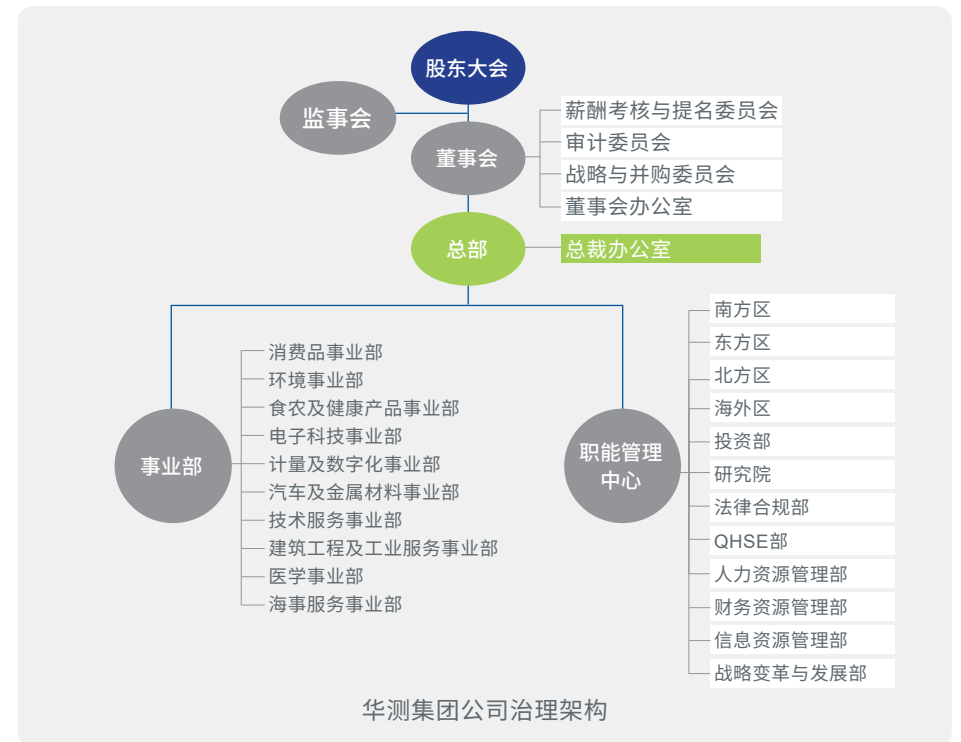 股东大会
监事会
董事会
薪酬考核与提名委员会
审计委员会
战略与并购委员会
董事会办公室
总部
总裁办公室
事业部
消费品事业部
环境事业部
食农及健康产品事业部
电子科技事业部
计量及数字化事业部
汽车及金属材料事业部
技术服务事业部
建筑工程及工业服务事业部
医学事业部
海事服务事业部
职能管理
中心
南方区
东方区
北方区
海外区
投资部
研究院
法律合规部
QHSE部
人力资源管理部
财务资源管理部
信息资源管理部
战略变革与发展部
华测集团公司治理架构